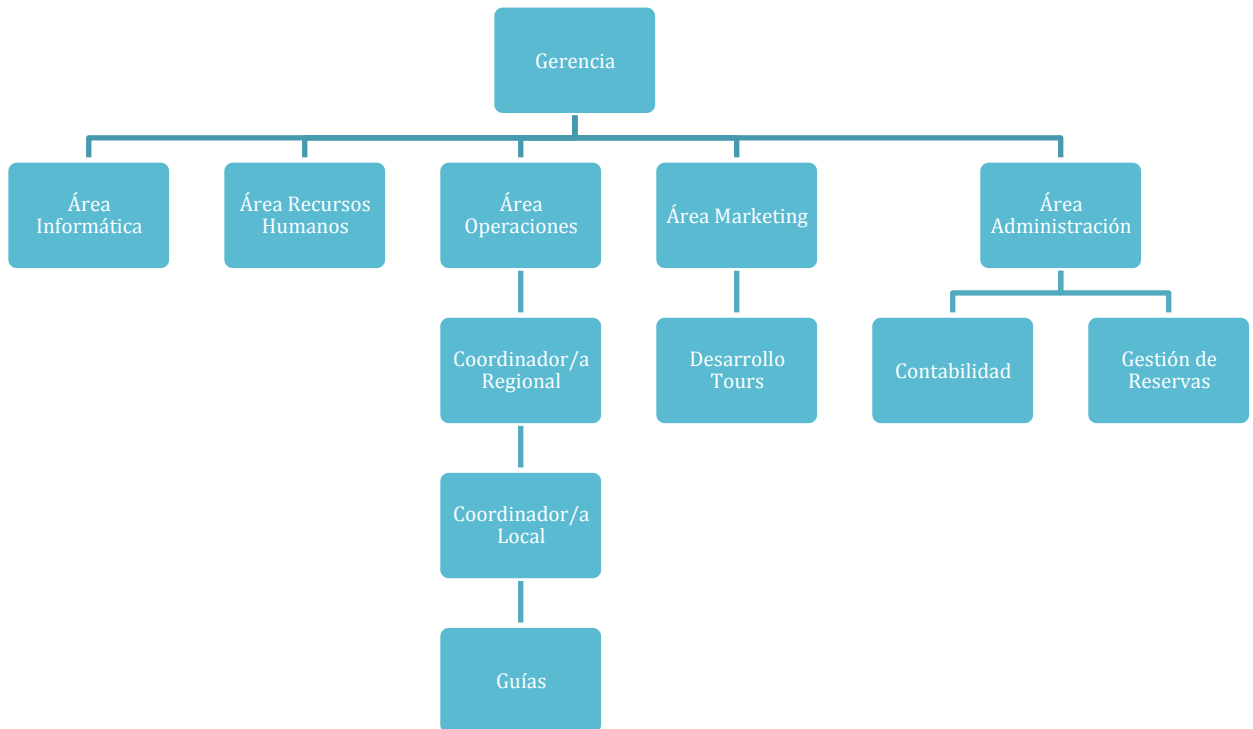 Gerencia
Área
Informática
Área Recursos
Humanos
Área
Operaciones
Área Marketing
Área
Administración
Coordinador/a
Regional
Desarrollo
Tours
Contabilidad
Gestión de
Reservas
Coordinador/a
Local
Guías